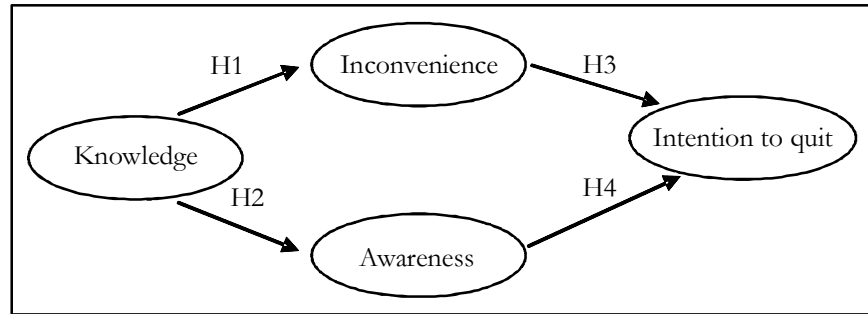 H1
Inconvenience
H3
Knowledge
Intention to quit
H2
H4
Awareness